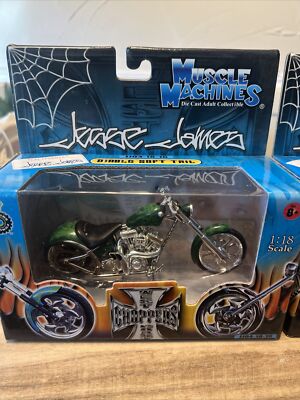 MUSCLE
MACHINES
Die Cast Adult Collectible
Jesse James
DIABLO SOFT TAIL
Jesse James
1:18
Scale
8+
CHOPPERS